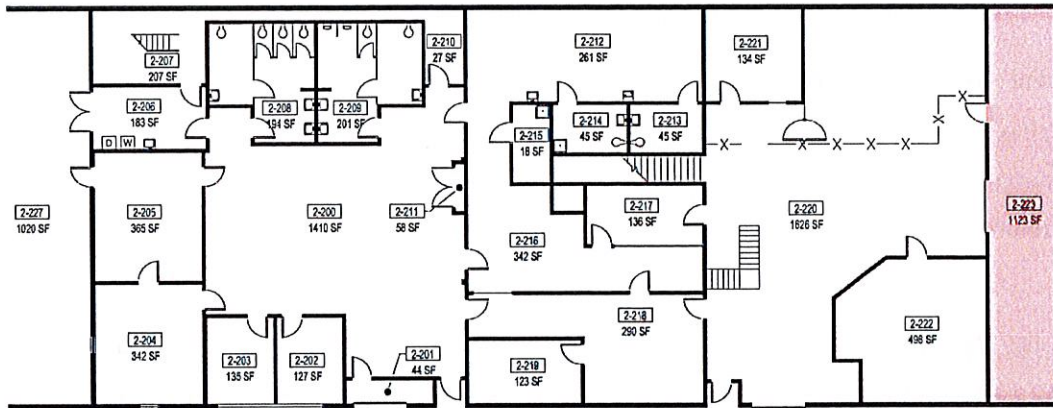 2-207
207 SF
2-206
183 SF
D W
2-208
194 SF
2-209
201 SF
2-210
27 SF
2-212
261 SF
2-221
134 SF
2-214
45 SF
2-213
45 SF
2-215
18 SF
2-227
1020 SF
2-205
365 SF
2-200
1410 SF
2-211
58 SF
2-217
136 SF
2-216
342 SF
2-220
1626 SF
2-223
1123 SF
2-204
342 SF
2-203
135 SF
2-202
127 SF
2-201
44 SF
2-218
290 SF
2-219
123 SF
2-222
498 SF